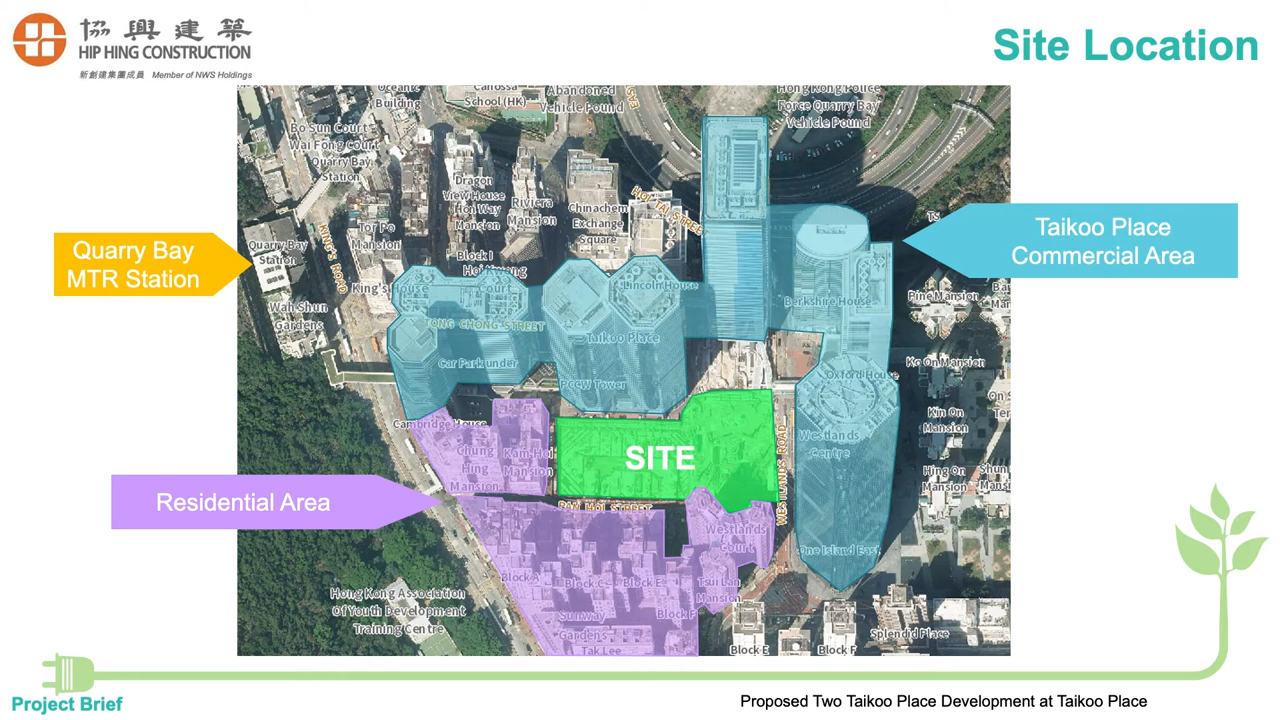 協興建築
HIP HING CONSTRUCTION
新創建集團成員 Member of NWS Holdings
Site Location
Oceanic
Building
Canossa
School (HK)
Abandoned
Vehicle Pound
Hong Kong Police
Force Quarry Bay
Vehicle Pound
Bo Sun Court
Wai Fong Court
Quarry Bay
Station
Dragon
View House
Hoi Way
Mansion
Riviera
Mansion
Chinachem
Exchange
Square
HOI TAI STREET
Taikoo Place
Commercial Area
Quarry Bay
MTR Station
Quarry Bay
Station
KING'S ROAD
Tor Po
Mansion
Block I
King's House
Court
Lincoln House
Berkshire House
Pine Mansion
Wah Shun
Gardens
TONG CHONG STREET
Taikoo Place
Car Park under
PCCW Tower
Oxford House
Ko On Mansion
Cambridge House
Kin On
Mansion
Chung
Hing
Mansion
Kam Hoi
Mansion
SITE
WESTLANDS ROAD
Westlands
Centre
Hing On
Mansion
Residential Area
PAN HOI STREET
Westlands
Court
One Island East
Block A
Block C
Block E
Tsui Lan
Mansion
Hong Kong Association
Of Youth Development
Training Centre
Sunway
Gardens
Block F
Tak Lee
Block E
Block F
Splendid Place
Project Brief
Proposed Two Taikoo Place Development at Taikoo Place